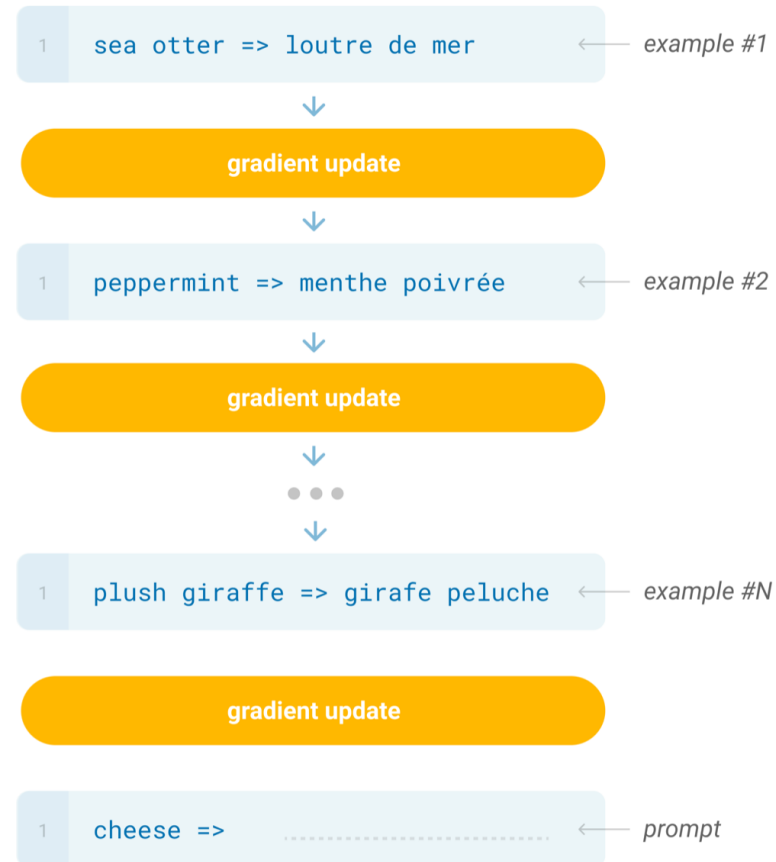 1 sea otter => loutre de mer example #1
gradient update
1 peppermint => menthe poivrée example #2
gradient update
1 plush giraffe => girafe peluche example #N
gradient update
1 cheese => prompt